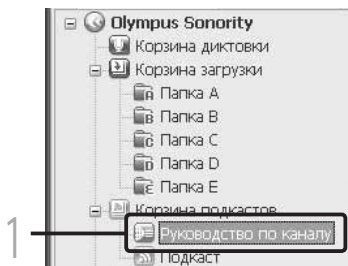 Olympus Sonority
Корзина диктовки
Корзина загрузки
A Папка A
B Папка B
C Папка C
D Папка D
E Папка E
Корзина подкастов
1 Руководство по каналу
Подкаст